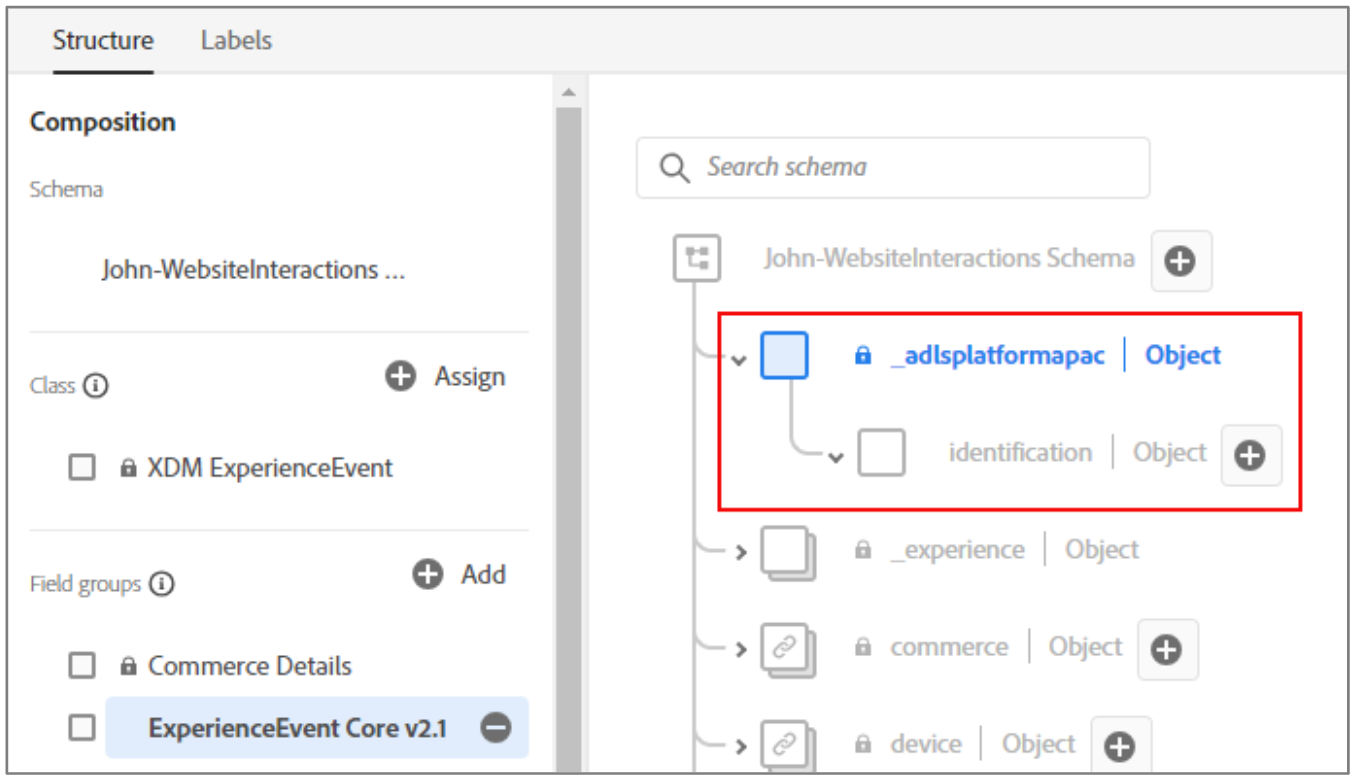 Structure Labels
Composition
Schema
John-WebsiteInteractions ...
Class
Assign
XDM ExperienceEvent
Field groups
Add
Commerce Details
ExperienceEvent Core v2.1
Search schema
John-WebsiteInteractions Schema
_adlsplatformapac | Object
identification | Object
_experience | Object
commerce | Object
device | Object